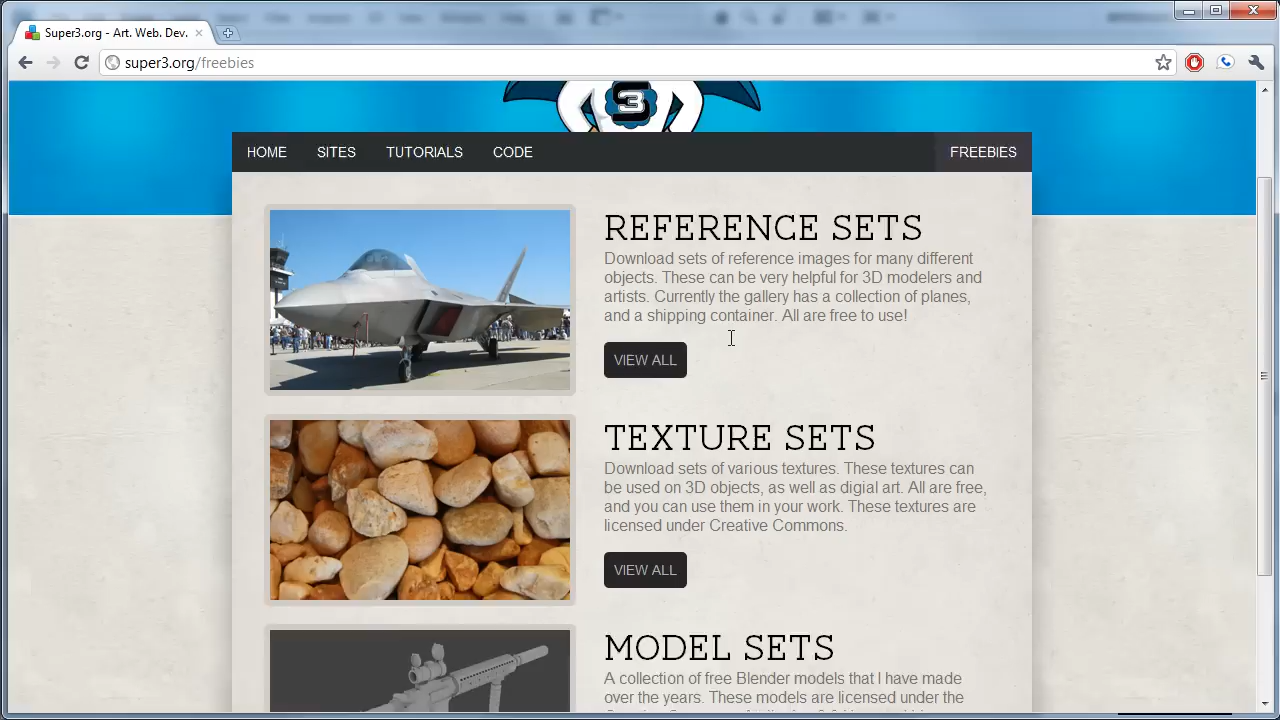 Super3.org - Art. Web. Dev.
super3.org/freebies
3
HOME SITES TUTORIALS CODE FREEBIES
REFERENCE SETS
Download sets of reference images for many different
objects. These can be very helpful for 3D modelers and
artists. Currently the gallery has a collection of planes,
and a shipping container. All are free to use!
VIEW ALL
TEXTURE SETS
Download sets of various textures. These textures can
be used on 3D objects, as well as digial art. All are free,
and you can use them in your work. These textures are
licensed under Creative Commons.
VIEW ALL
MODEL SETS
A collection of free Blender models that I have made
over the years. These models are licensed under the